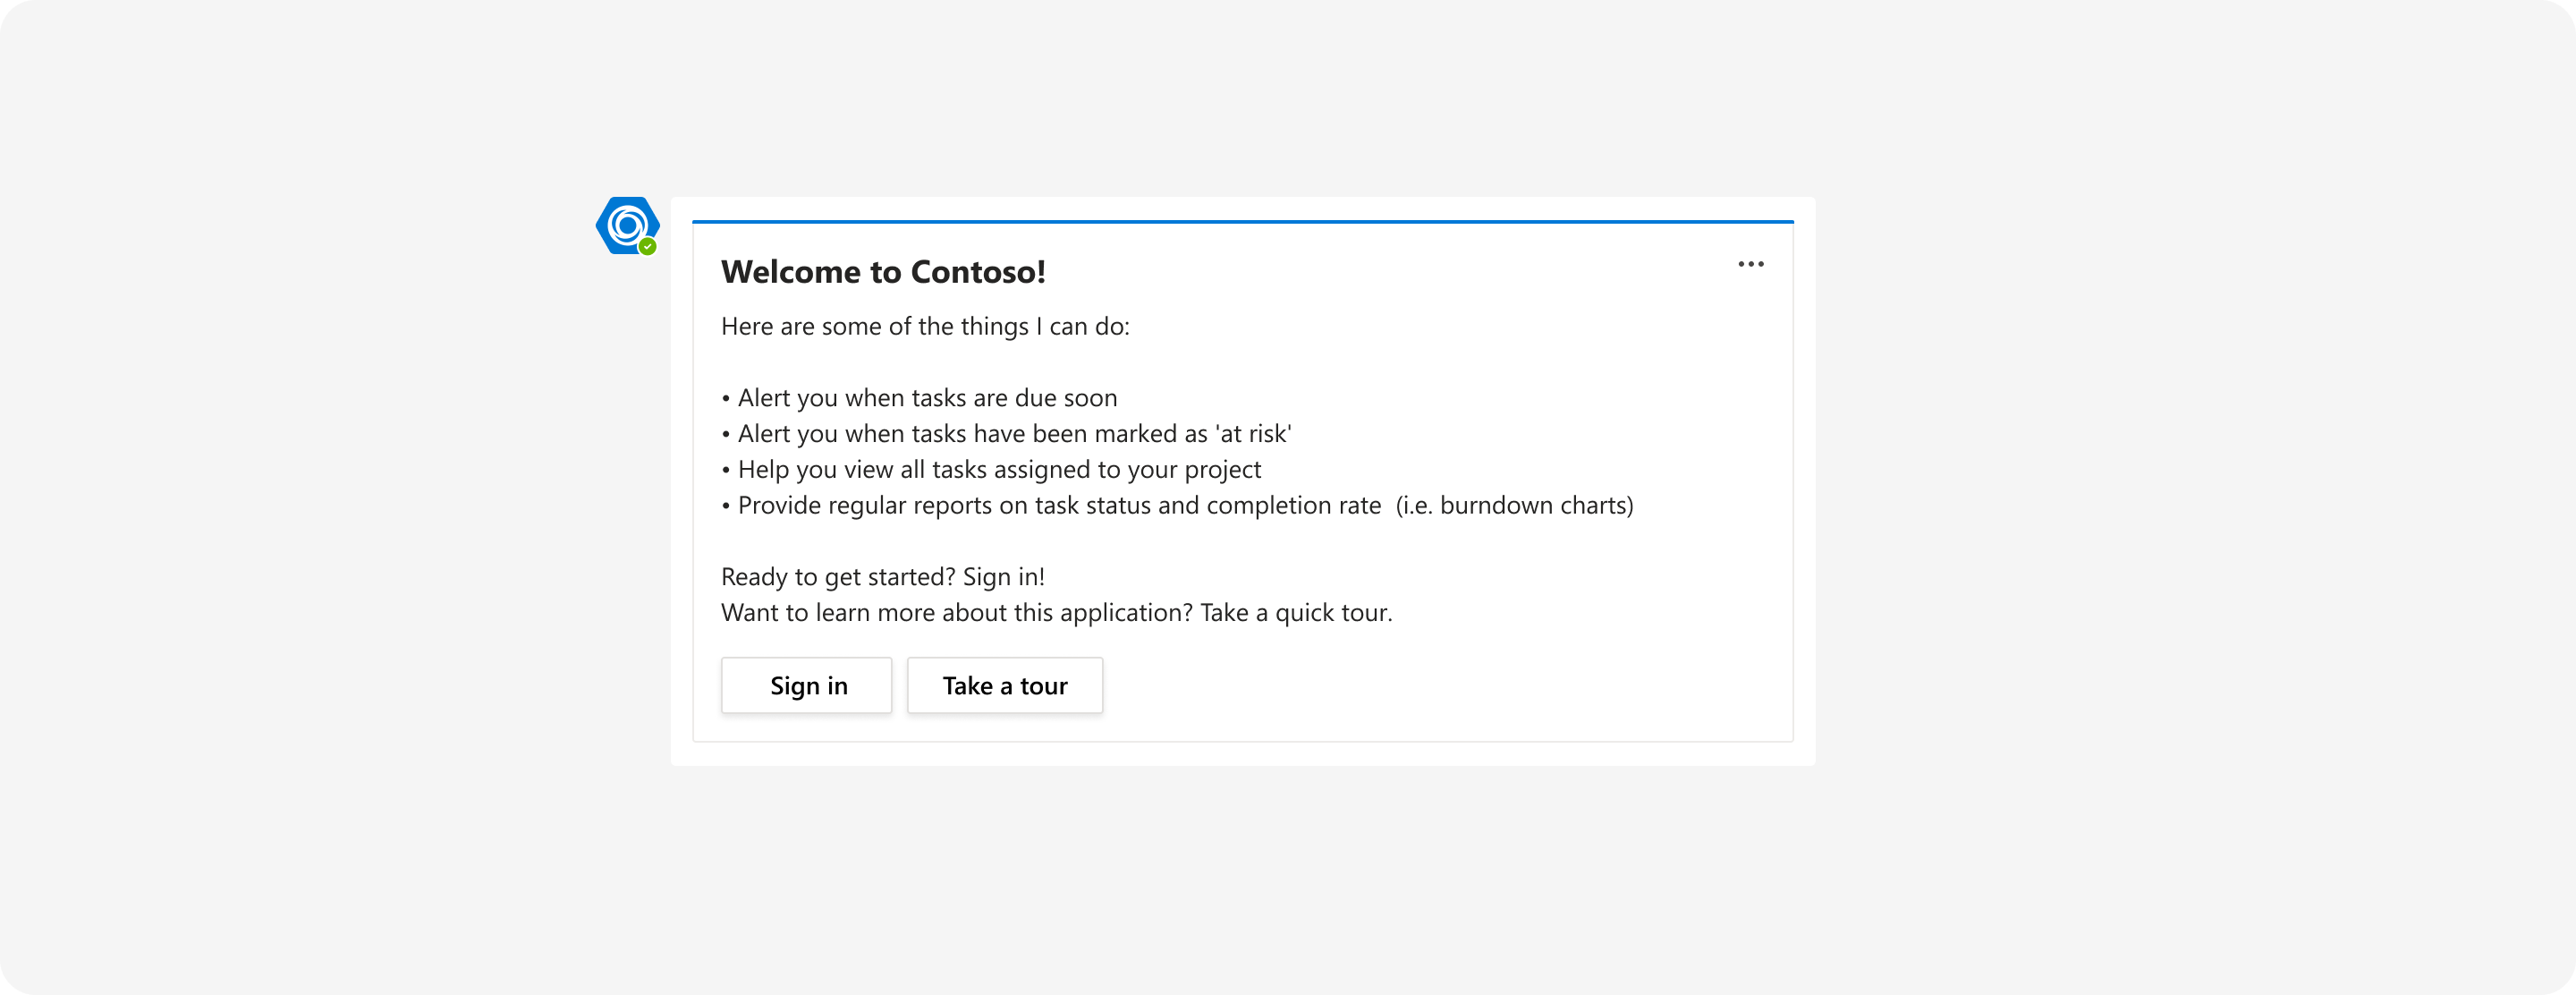 Welcome to Contoso!
Here are some of the things I can do:
• Alert you when tasks are due soon
• Alert you when tasks have been marked as 'at risk'
• Help you view all tasks assigned to your project
• Provide regular reports on task status and completion rate  (i.e. burndown charts)
Ready to get started? Sign in!
Want to learn more about this application? Take a quick tour.
Sign in
Take a tour